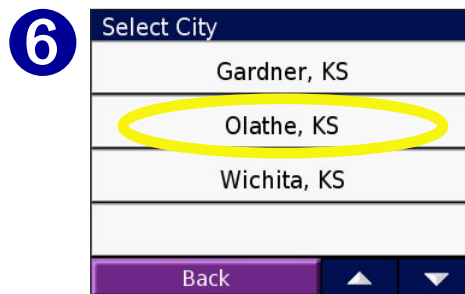 6
Select City
Gardner, KS
Olathe, KS
Wichita, KS
Back